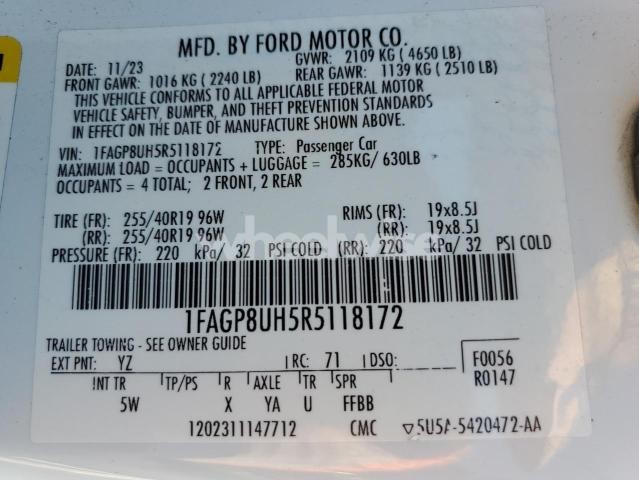 MFD. BY FORD MOTOR CO.
DATE: 11/23 GVWR: 2109 KG ( 4650 LB)
FRONT GAWR: 1016 KG ( 2240 LB) REAR GAWR: 1139 KG ( 2510 LB)
THIS VEHICLE CONFORMS TO ALL APPLICABLE FEDERAL MOTOR
VEHICLE SAFETY, BUMPER, AND THEFT PREVENTION STANDARDS
IN EFFECT ON THE DATE OF MANUFACTURE SHOWN ABOVE.
VIN: 1FAGP8UH5R5118172 TYPE: Passenger Car
MAXIMUM LOAD = OCCUPANTS + LUGGAGE = 285KG/ 630LB
OCCUPANTS = 4 TOTAL; 2 FRONT, 2 REAR
TIRE (FR): 255/40R19 96W RIMS (FR): 19x8.5J
(RR): 255/40R19 96W (RR): 19x8.5J
PRESSURE (FR): 220 kPa/ 32 PSI COLD (RR): 220 kPa/ 32 PSI COLD
1FAGP8UH5R5118172
TRAILER TOWING - SEE OWNER GUIDE
EXT PNT: YZ RC: 71 DSO: F0056
INT TR TP/PS R AXLE TR SPR R0147
5W X YA U FFBB
1202311147712 CMC ▽5U5A-5420472-AA